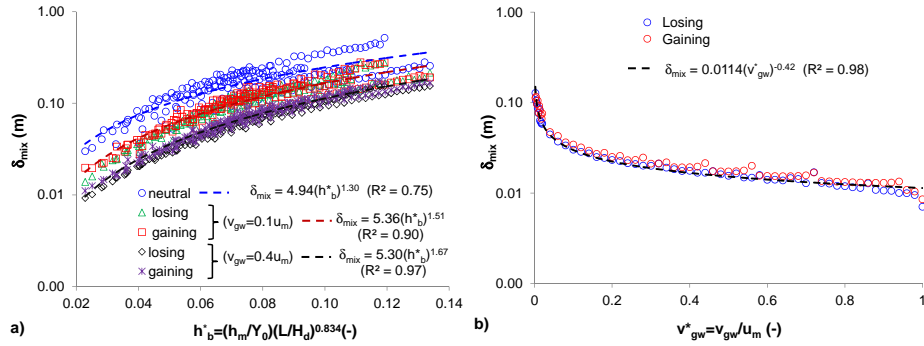 1.00
0.10
0.01
0.00
δmix (m)
0.02 0.04 0.06 0.08 0.10 0.12 0.14
neutral
δmix = 4.94(h*b)^1.30 (R² = 0.75)
losing
gaining
(vgw=0.1um)
δmix = 5.36(h*b)^1.51
(R² = 0.90)
losing
gaining
(vgw=0.4um)
δmix = 5.30(h*b)^1.67
(R² = 0.97)
a)
h*b=(hm/Y0)(L/Hd)^0.834(-)
1.00
0.10
0.01
0.00
δmix (m)
0 0.2 0.4 0.6 0.8 1
Losing
Gaining
δmix = 0.0114(v*gw)^-0.42 (R² = 0.98)
b)
v*gw=vgw/um (-)